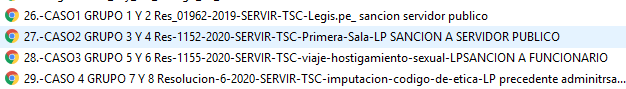 26.-CASO1 GRUPO 1 Y 2 Res_01962-2019-SERVIR-TSC-Legis.pe_ sancion servidor publico
27.-CASO2 GRUPO 3 Y 4 Res-1152-2020-SERVIR-TSC-Primera-Sala-LP SANCION A SERVIDOR PUBLICO
28.-CASO3 GRUPO 5 Y 6 Res-1155-2020-SERVIR-TSC-viaje-hostigamiento-sexual-LPSANCION A FUNCIONARIO
29.-CASO 4 GRUPO 7 Y 8 Resolucion-6-2020-SERVIR-TSC-imputacion-codigo-de-etica-LP precedente adminitrsa...